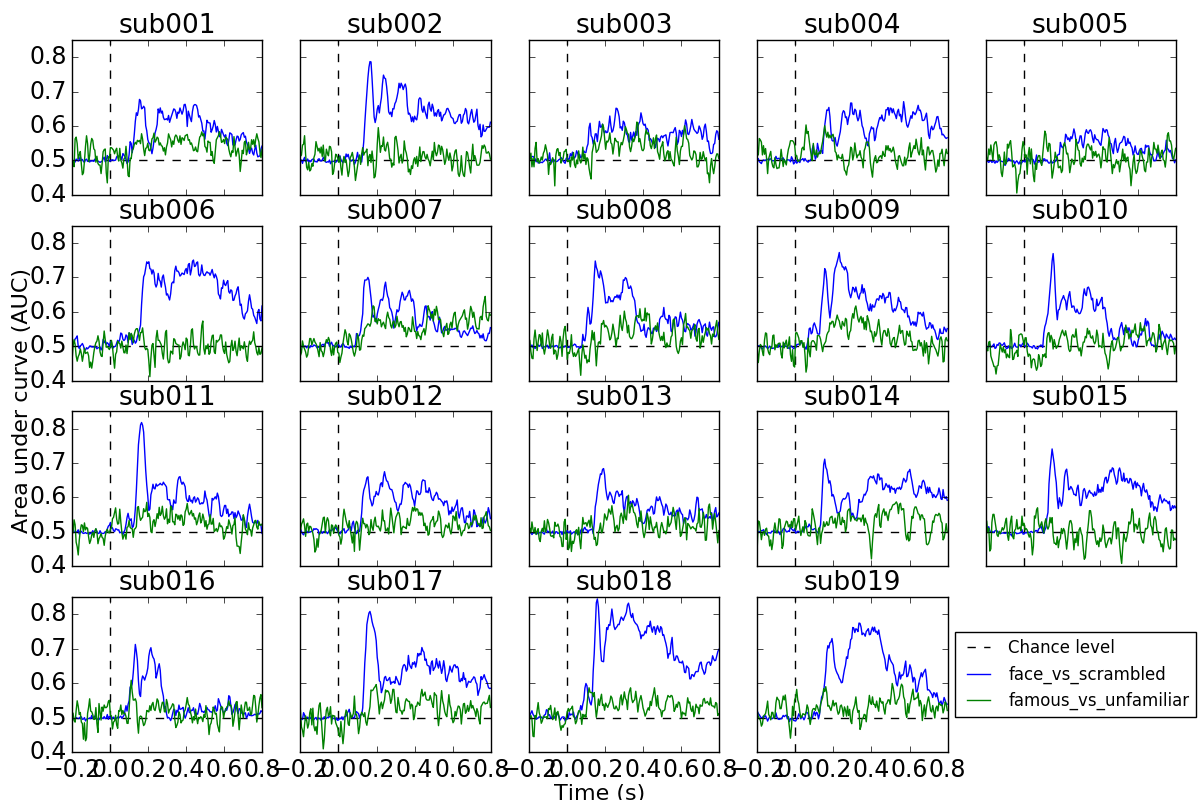 sub001 sub002 sub003 sub004 sub005
0.8
0.7
0.6
0.5
0.4
sub006 sub007 sub008 sub009 sub010
0.8
0.7
0.6
0.5
0.4
Area under curve (AUC)
sub011 sub012 sub013 sub014 sub015
0.8
0.7
0.6
0.5
0.4
sub016 sub017 sub018 sub019
0.8
0.7
0.6
0.5
0.4
Chance level
face_vs_scrambled
famous_vs_unfamiliar
−0.2 0.0 0.2 0.4 0.6 0.8 −0.2 0.0 0.2 0.4 0.6 0.8 −0.2 0.0 0.2 0.4 0.6 0.8 −0.2 0.0 0.2 0.4 0.6 0.8
Time (s)